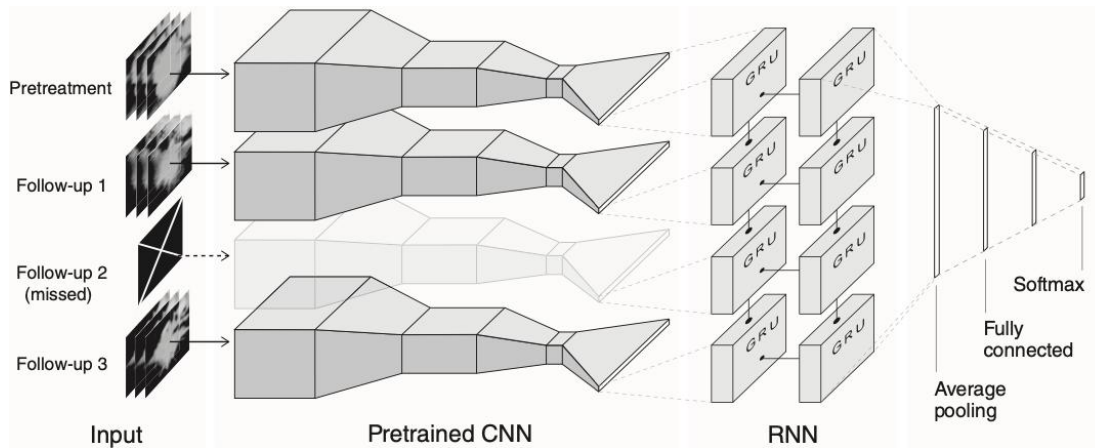 Pretreatment
Follow-up 1
Follow-up 2
(missed)
Follow-up 3
GRU
GRU
GRU
GRU
GRU
GRU
GRU
GRU
Softmax
Fully
connected
Average
pooling
Input
Pretrained CNN
RNN